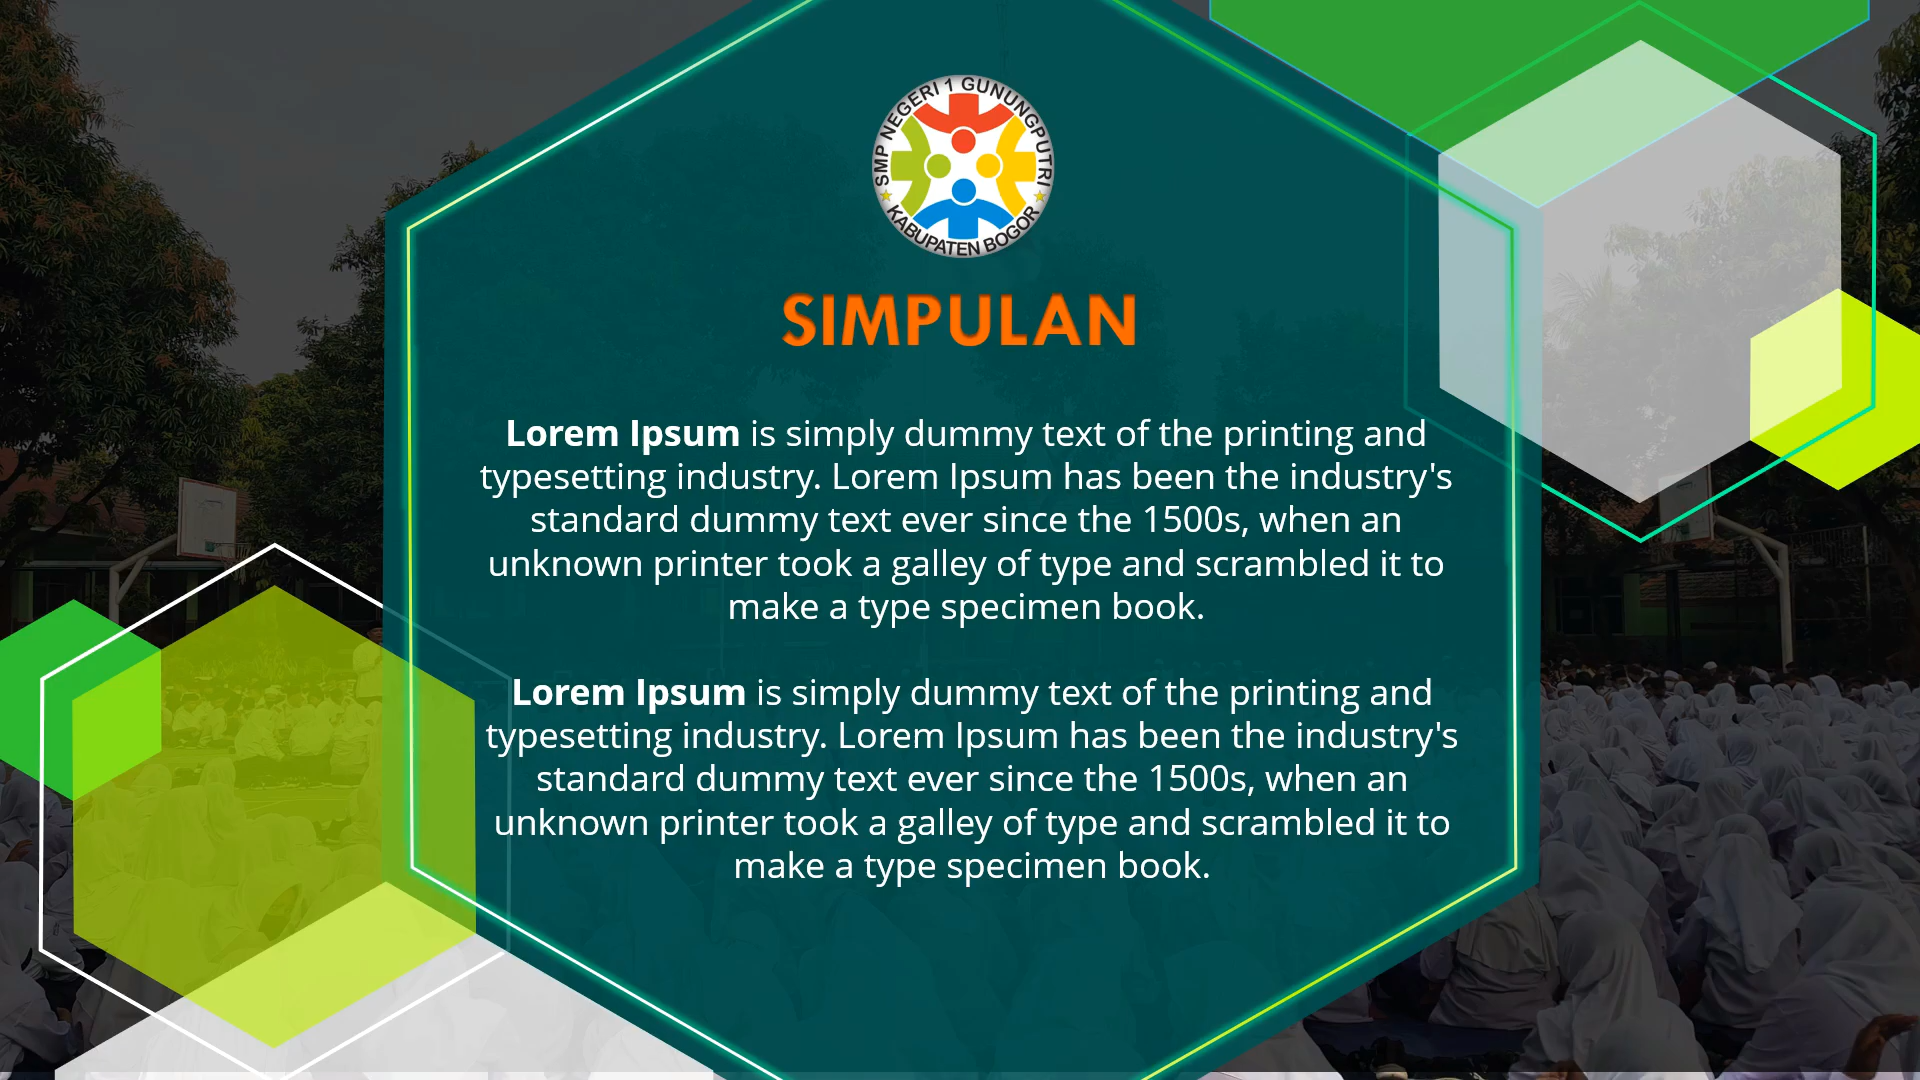 SMP NEGERI 1 GUNUNGPUTRI
KABUPATEN BOGOR
SIMPULAN
Lorem Ipsum is simply dummy text of the printing and
typesetting industry. Lorem Ipsum has been the industry's
standard dummy text ever since the 1500s, when an
unknown printer took a galley of type and scrambled it to
make a type specimen book.
Lorem Ipsum is simply dummy text of the printing and
typesetting industry. Lorem Ipsum has been the industry's
standard dummy text ever since the 1500s, when an
unknown printer took a galley of type and scrambled it to
make a type specimen book.